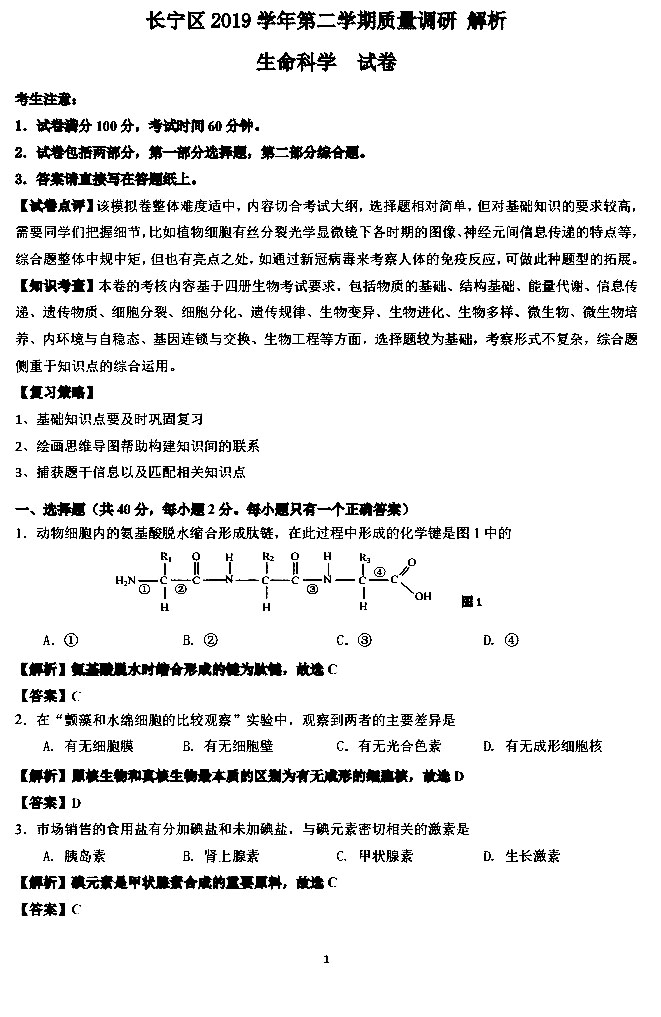 长宁区 2019 学年第二学期质量调研 解析
生命科学 试卷
考生注意：
1．试卷满分 100 分，考试时间 60 分钟。
2．试卷包括两部分，第一部分选择题，第二部分综合题。
3．答案请直接写在答题纸上。
【试卷点评】该模拟卷整体难度适中，内容切合考试大纲，选择题相对简单，但对基础知识的要求较高，
需要同学们把握细节，比如植物细胞有丝分裂光学显微镜下各时期的图像、神经元间信息传递的特点等，
综合题整体中规中矩，但也有亮点之处，如通过新冠病毒来考察人体的免疫反应，可做此种题型的拓展。
【知识考查】本卷的考核内容基于四册生物考试要求，包括物质的基础、结构基础、能量代谢、信息传
递、遗传物质、细胞分裂、细胞分化、遗传规律、生物变异、生物进化、生物多样、微生物、微生物培
养、内环境与自稳态、基因连锁与交换、生物工程等方面，选择题较为基础，考察形式不复杂，综合题
侧重于知识点的综合运用。
【复习策略】
1、基础知识点要及时巩固复习
2、绘画思维导图帮助构建知识间的联系
3、捕获题干信息以及匹配相关知识点
一、选择题（共 40 分，每小题 2 分。每小题只有一个正确答案）
1．动物细胞内的氨基酸脱水缩合形成肽链，在此过程中形成的化学键是图 1 中的
R₁ O H R₂ O H R₃ O
H₂N—C—C—N—C—C—N—C—C
① ② ③ ④
H H H OH
图 1
A．① B．② C．③ D．④
【解析】氨基酸脱水时缩合形成的键为肽键，故选 C
【答案】C
2．在“颤藻和水绵细胞的比较观察”实验中，观察到两者的主要差异是
A．有无细胞膜 B．有无细胞壁 C．有无光合色素 D．有无成形细胞核
【解析】原核生物和真核生物最本质的区别为有无成形的细胞核，故选 D
【答案】D
3．市场销售的食用盐有分加碘盐和未加碘盐，与碘元素密切相关的激素是
A．胰岛素 B．肾上腺素 C．甲状腺素 D．生长激素
【解析】碘元素是甲状腺素合成的重要原料，故选 C
【答案】C
1